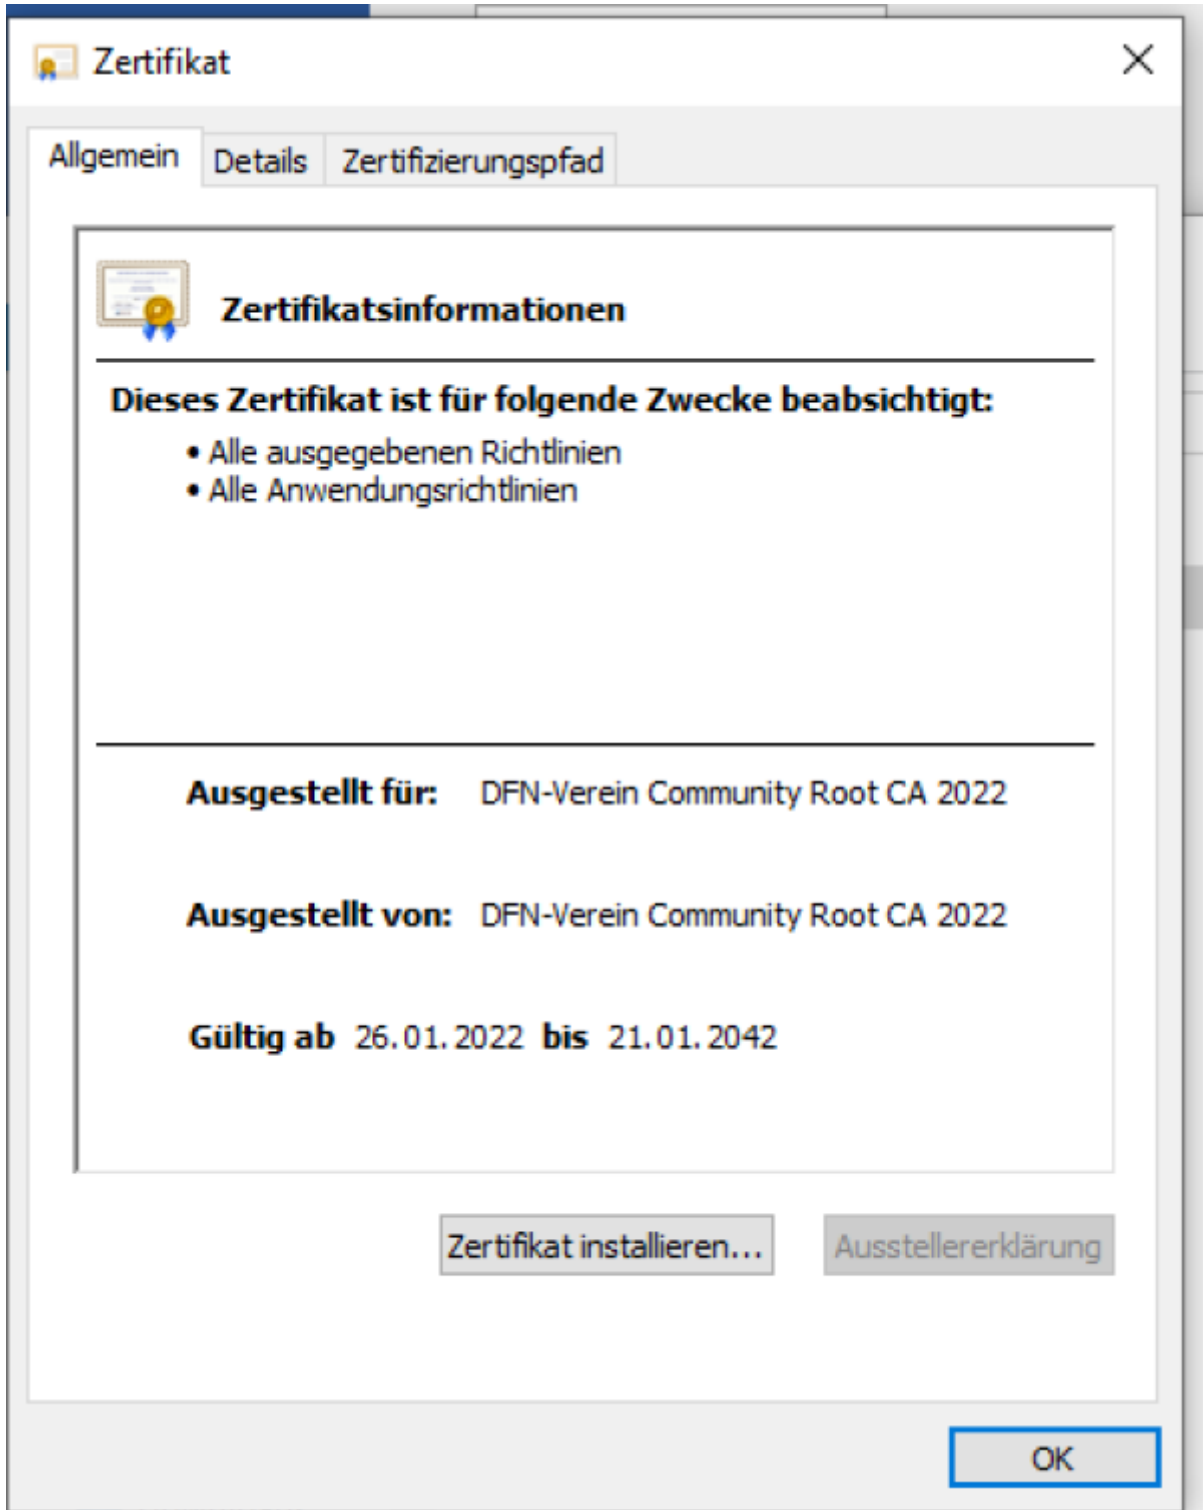 Zertifikat
Allgemein Details Zertifizierungspfad
Zertifikatsinformationen
Dieses Zertifikat ist für folgende Zwecke beabsichtigt:
• Alle ausgegebenen Richtlinien
• Alle Anwendungsrichtlinien
Ausgestellt für: DFN-Verein Community Root CA 2022
Ausgestellt von: DFN-Verein Community Root CA 2022
Gültig ab 26.01.2022 bis 21.01.2042
Zertifikat installieren... Ausstellererklärung
OK